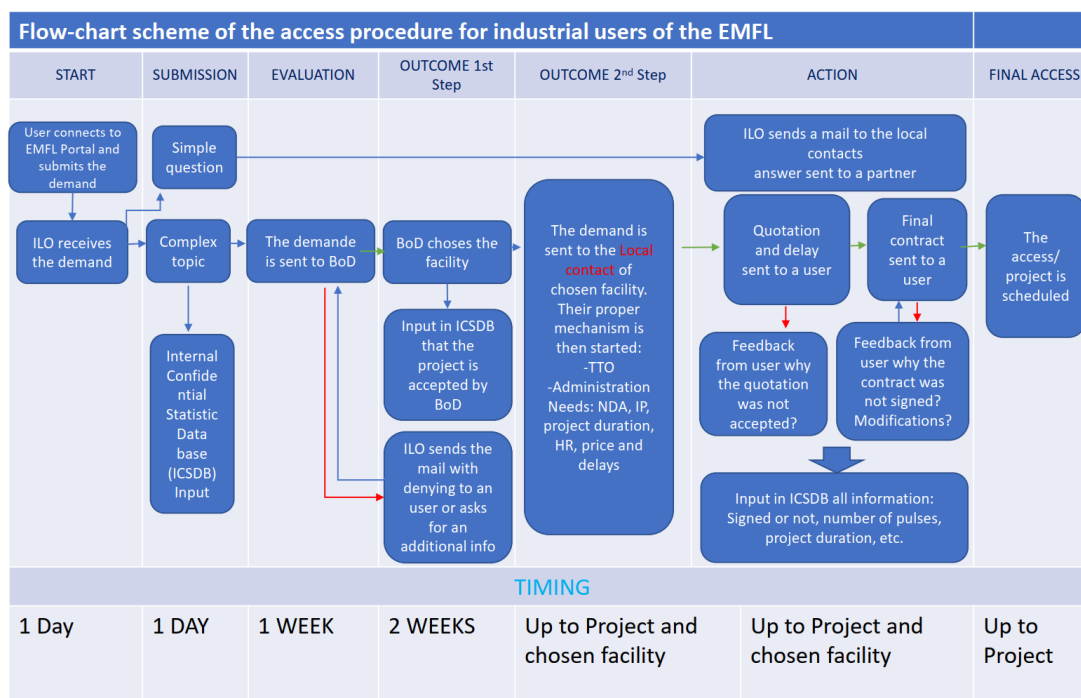 Flow-chart scheme of the access procedure for industrial users of the EMFL
START
SUBMISSION
EVALUATION
OUTCOME 1st
Step
OUTCOME 2nd Step
ACTION
FINAL ACCESS
User connects to
EMFL Portal and
submits the
demand
Simple
question
ILO sends a mail to the local
contacts
answer sent to a partner
ILO receives
the demand
Complex
topic
The demande
is sent to BoD
BoD choses the
facility
The demand is
sent to the Local
contact of
chosen facility.
Their proper
mechanism is
then started:
-TTO
-Administration
Needs: NDA, IP,
project duration,
HR, price and
delays
Quotation
and delay
sent to a user
Final
contract
sent to a
user
The
access/
project is
scheduled
Internal
Confide
ntial
Statistic
Data
base
(ICSDB)
Input
Input in ICSDB
that the
project is
accepted by
BoD
Feedback
from user why
the quotation
was not
accepted?
Feedback from
user why the
contract was
not signed?
Modifications?
ILO sends the
mail with
denying to an
user or asks
for an
additional info
Input in ICSDB all information:
Signed or not, number of pulses,
project duration, etc.
TIMING
1 Day
1 DAY
1 WEEK
2 WEEKS
Up to Project and
chosen facility
Up to Project and
chosen facility
Up to
Project